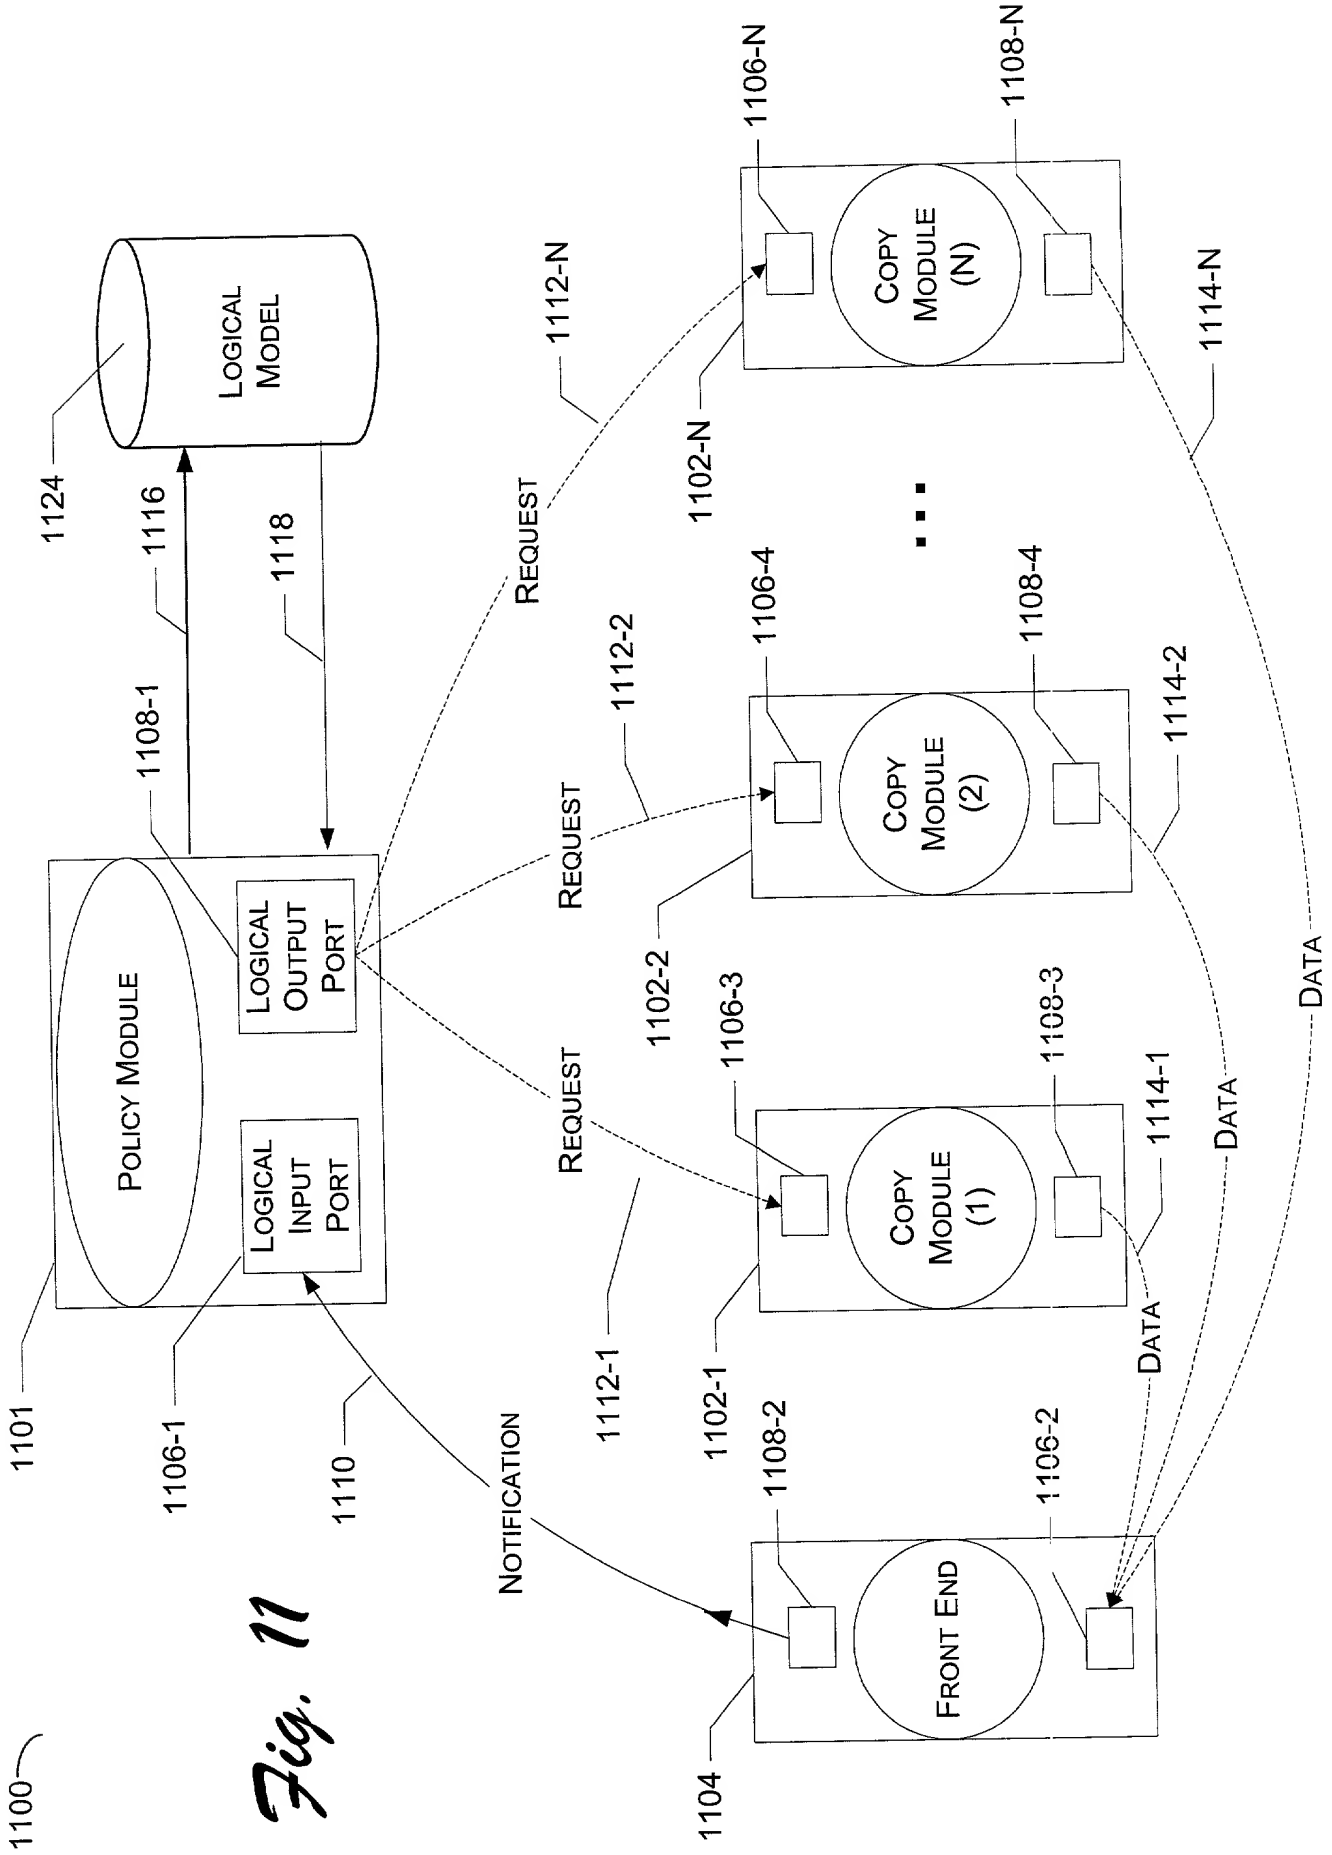 1100
Fig. 11
1101
POLICY MODULE
1106-1
LOGICAL
INPUT
PORT
1108-1
LOGICAL
OUTPUT
PORT
1116
1118
1124
LOGICAL
MODEL
1110
NOTIFICATION
1112-1
REQUEST
REQUEST
1112-2
REQUEST
1112-N
1104
1108-2
FRONT END
1106-2
1102-1
1106-3
COPY
MODULE
(1)
1108-3
1102-2
1106-4
COPY
MODULE
(2)
1108-4
...
1102-N
1106-N
COPY
MODULE
(N)
1108-N
DATA
1114-1
DATA
1114-2
DATA
1114-N